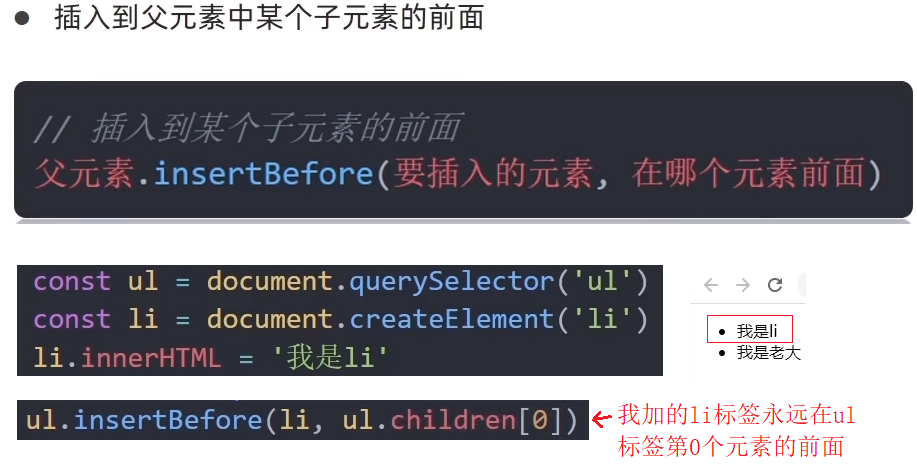 ● 插入到父元素中某个子元素的前面
// 插入到某个子元素的前面
父元素.insertBefore(要插入的元素, 在哪个元素前面)
const ul = document.querySelector('ul')
const li = document.createElement('li')
li.innerHTML = '我是li'
• 我是li
• 我是老大
ul.insertBefore(li, ul.children[0])
我加的li标签永远在ul
标签第0个元素的前面